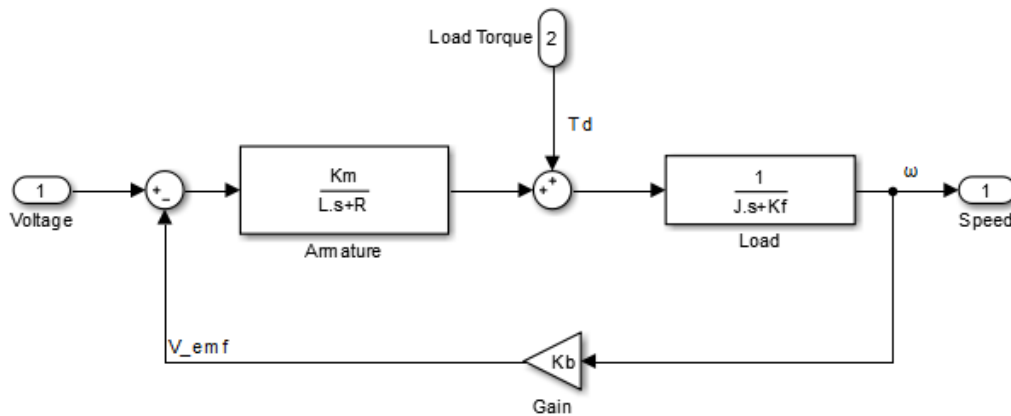 Load Torque
2
Td
1
Voltage
+
−
Km
L.s+R
Armature
+
+
1
J.s+Kf
Load
ω
1
Speed
V_emf
Kb
Gain